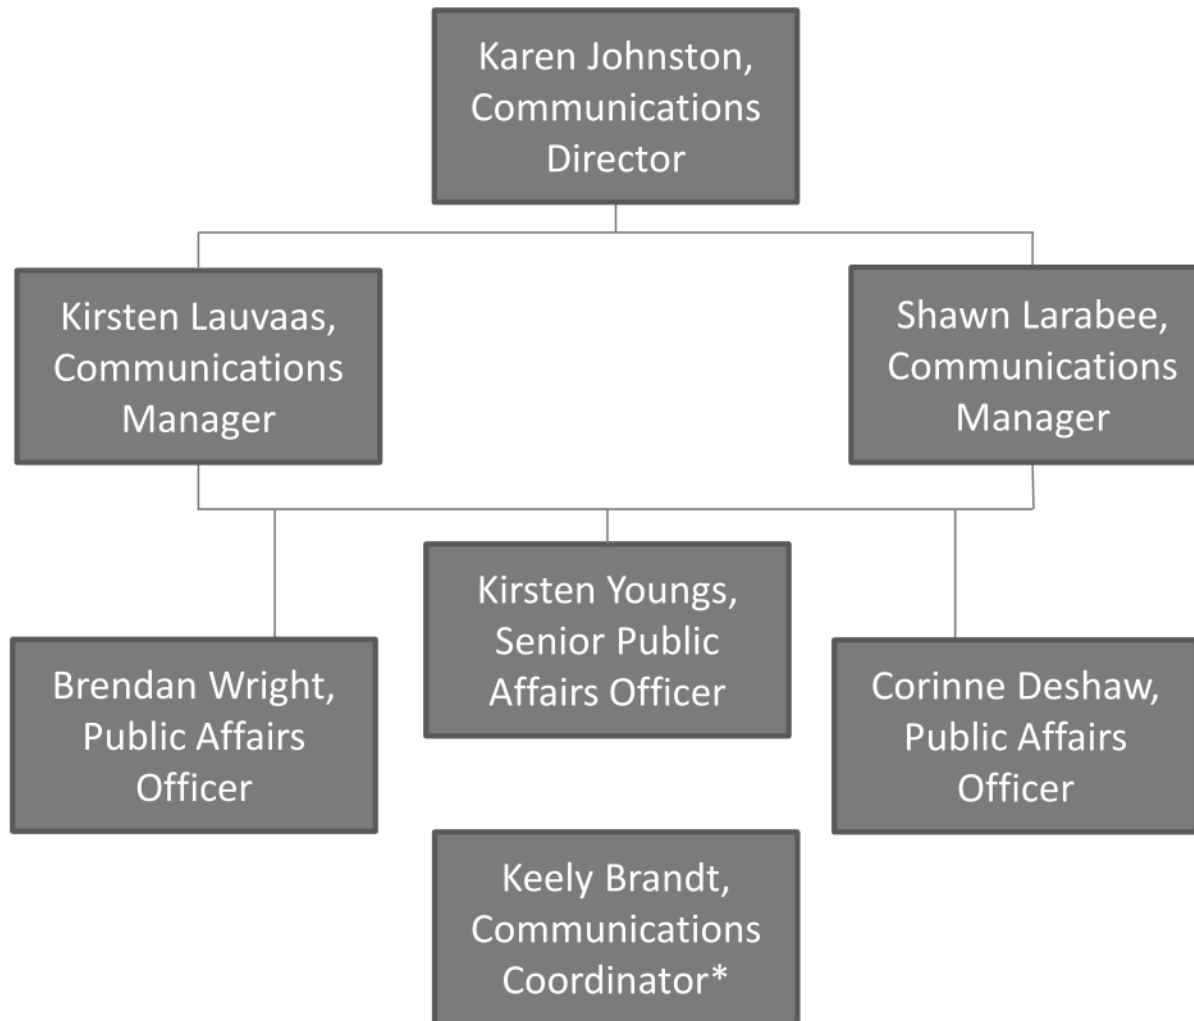 Karen Johnston,
Communications
Director
Kirsten Lauvaas,
Communications
Manager
Shawn Larabee,
Communications
Manager
Kirsten Youngs,
Senior Public
Affairs Officer
Brendan Wright,
Public Affairs
Officer
Corinne Deshaw,
Public Affairs
Officer
Keely Brandt,
Communications
Coordinator*